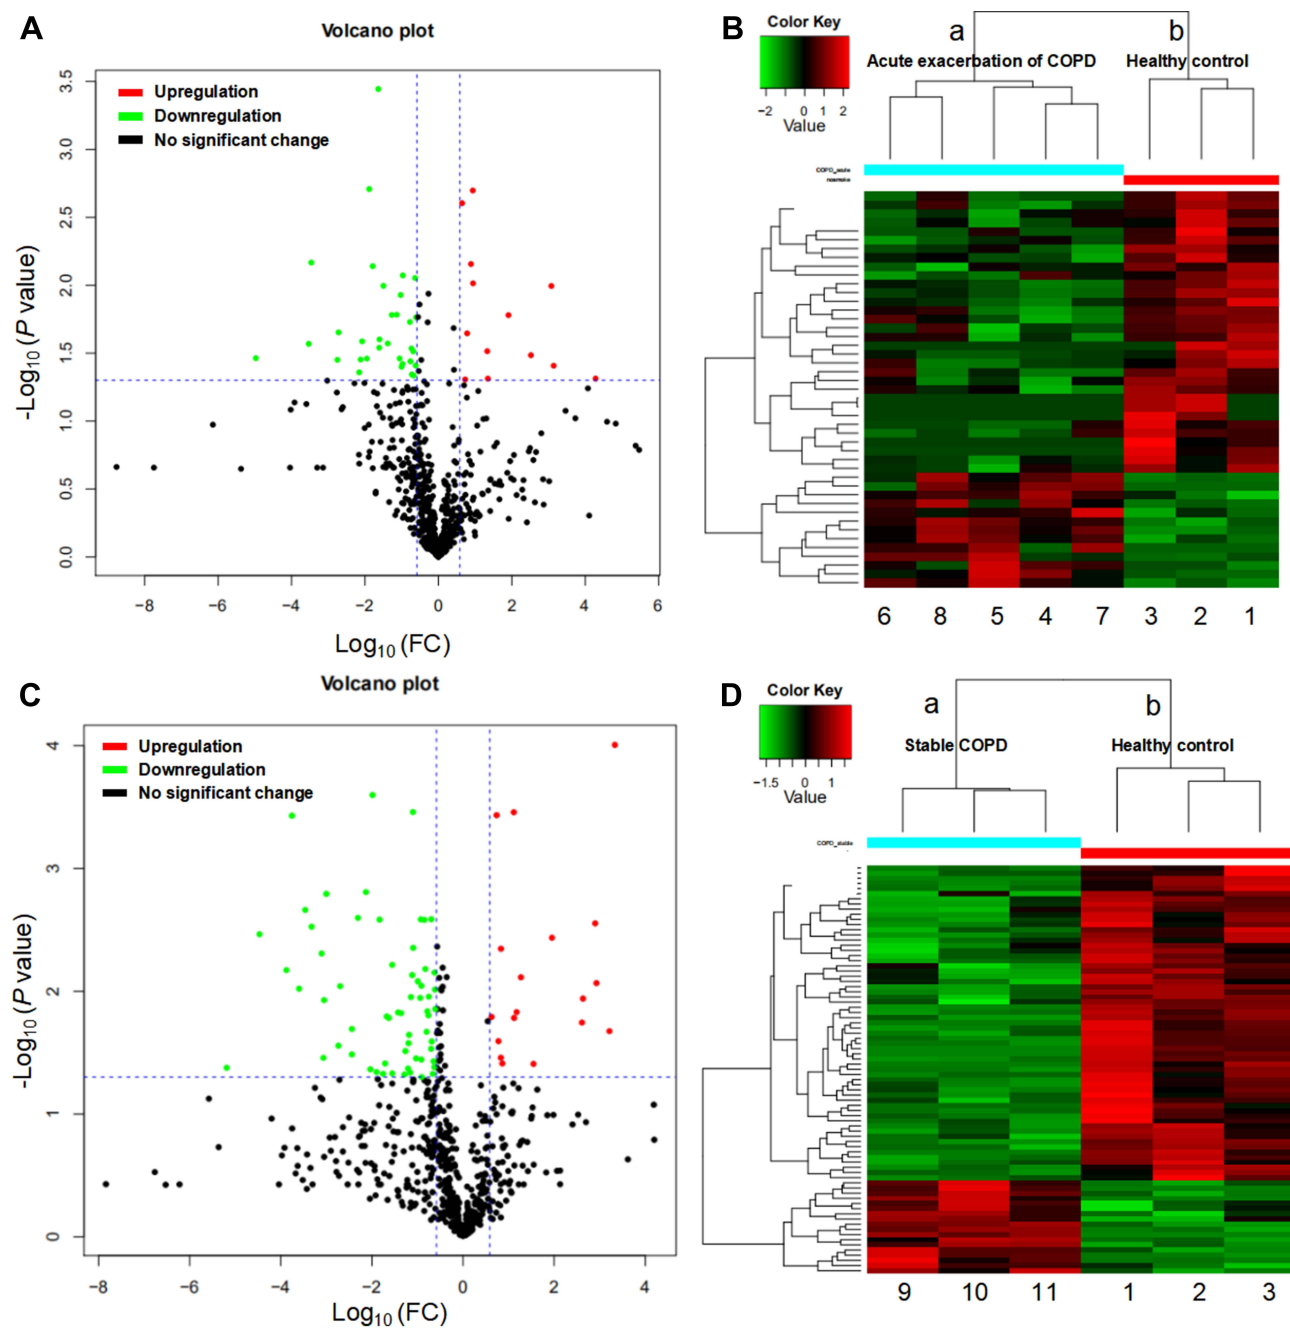 A
Volcano plot
Upregulation
Downregulation
No significant change
3.5
3.0
2.5
2.0
1.5
1.0
0.5
0.0
-Log10 (P value)
−8 −6 −4 −2 0 2 4 6
Log10 (FC)
B
Color Key
−2 0 1 2
Value
a b
Acute exacerbation of COPD Healthy control
COPD_acute
6 8 5 4 7 3 2 1
C
Volcano plot
Upregulation
Downregulation
No significant change
4
3
2
1
0
-Log10 (P value)
−8 −6 −4 −2 0 2 4
Log10 (FC)
D
Color Key
−1.5 0 1
Value
a b
Stable COPD Healthy control
COPD_stable
9 10 11 1 2 3